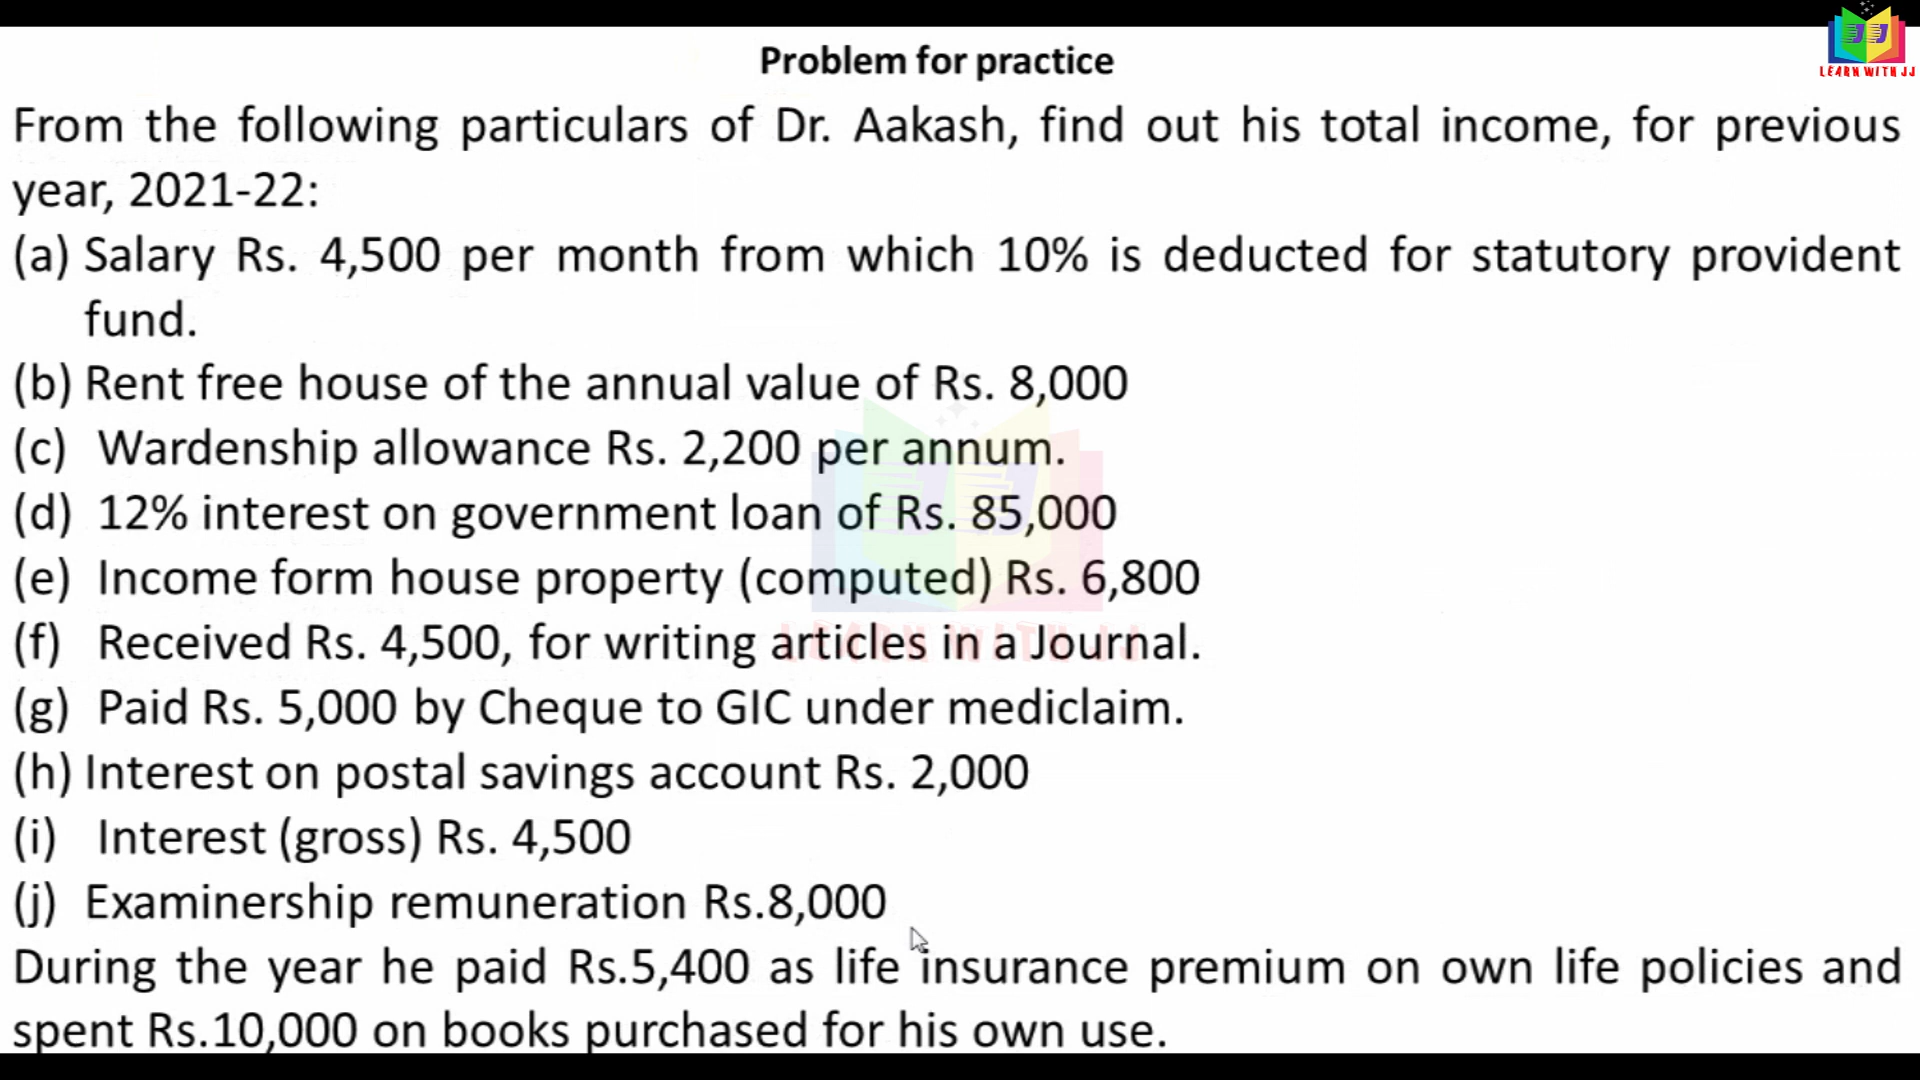 LEARN WITH JJ
Problem for practice
From the following particulars of Dr. Aakash, find out his total income, for previous
year, 2021-22:
(a) Salary Rs. 4,500 per month from which 10% is deducted for statutory provident
fund.
(b) Rent free house of the annual value of Rs. 8,000
(c) Wardenship allowance Rs. 2,200 per annum.
(d) 12% interest on government loan of Rs. 85,000
(e) Income form house property (computed) Rs. 6,800
(f) Received Rs. 4,500, for writing articles in a Journal.
LEARN WITH JJ
(g) Paid Rs. 5,000 by Cheque to GIC under mediclaim.
(h) Interest on postal savings account Rs. 2,000
(i) Interest (gross) Rs. 4,500
(j) Examinership remuneration Rs.8,000
During the year he paid Rs.5,400 as life insurance premium on own life policies and
spent Rs.10,000 on books purchased for his own use.